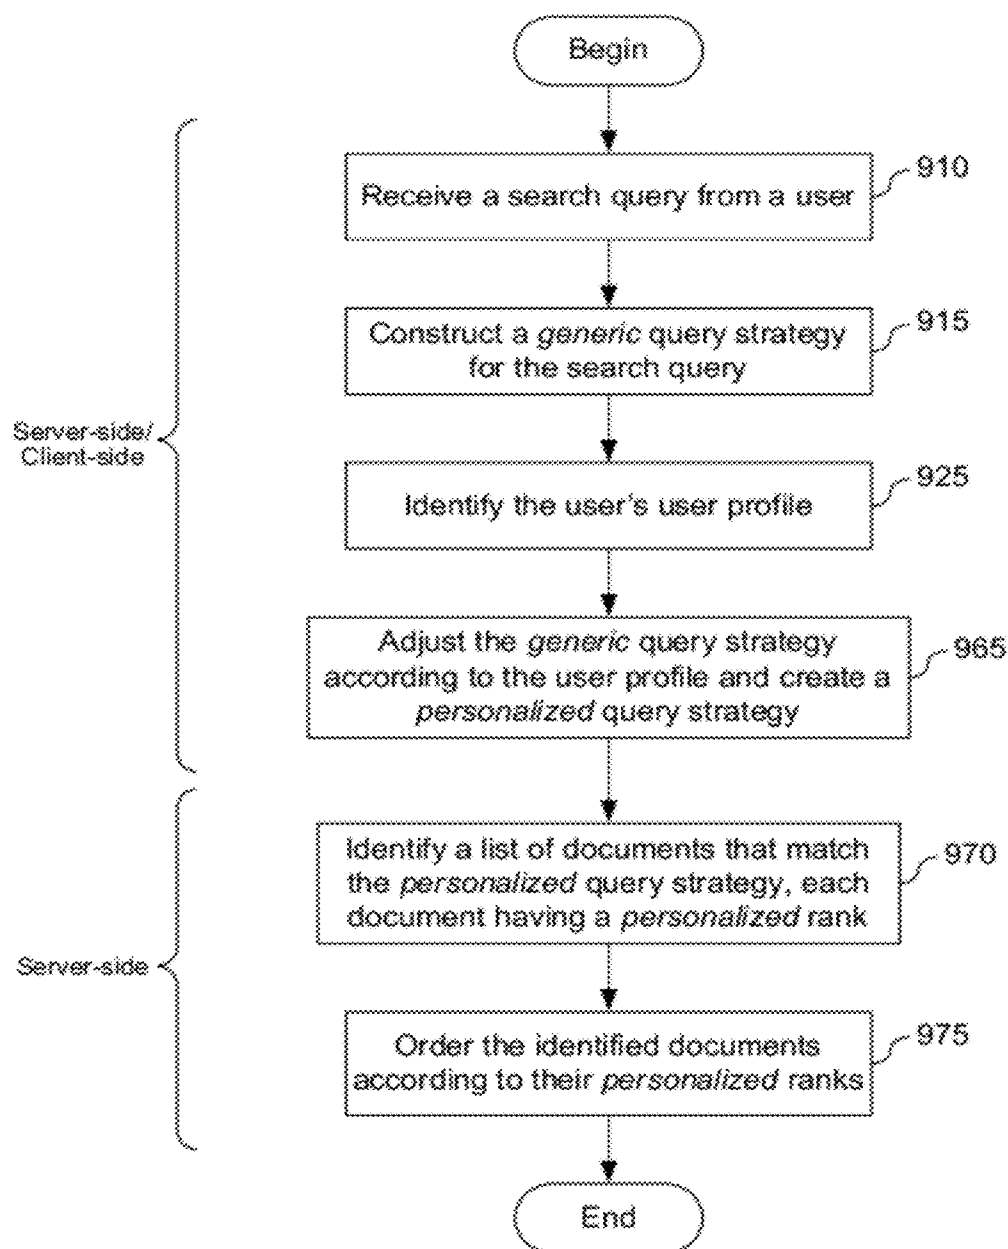 Begin
Receive a search query from a user
910
Construct a generic query strategy
for the search query
915
Server-side/
Client-side
Identify the user's user profile
925
Adjust the generic query strategy
according to the user profile and create a
personalized query strategy
965
Identify a list of documents that match
the personalized query strategy, each
document having a personalized rank
970
Server-side
Order the identified documents
according to their personalized ranks
975
End